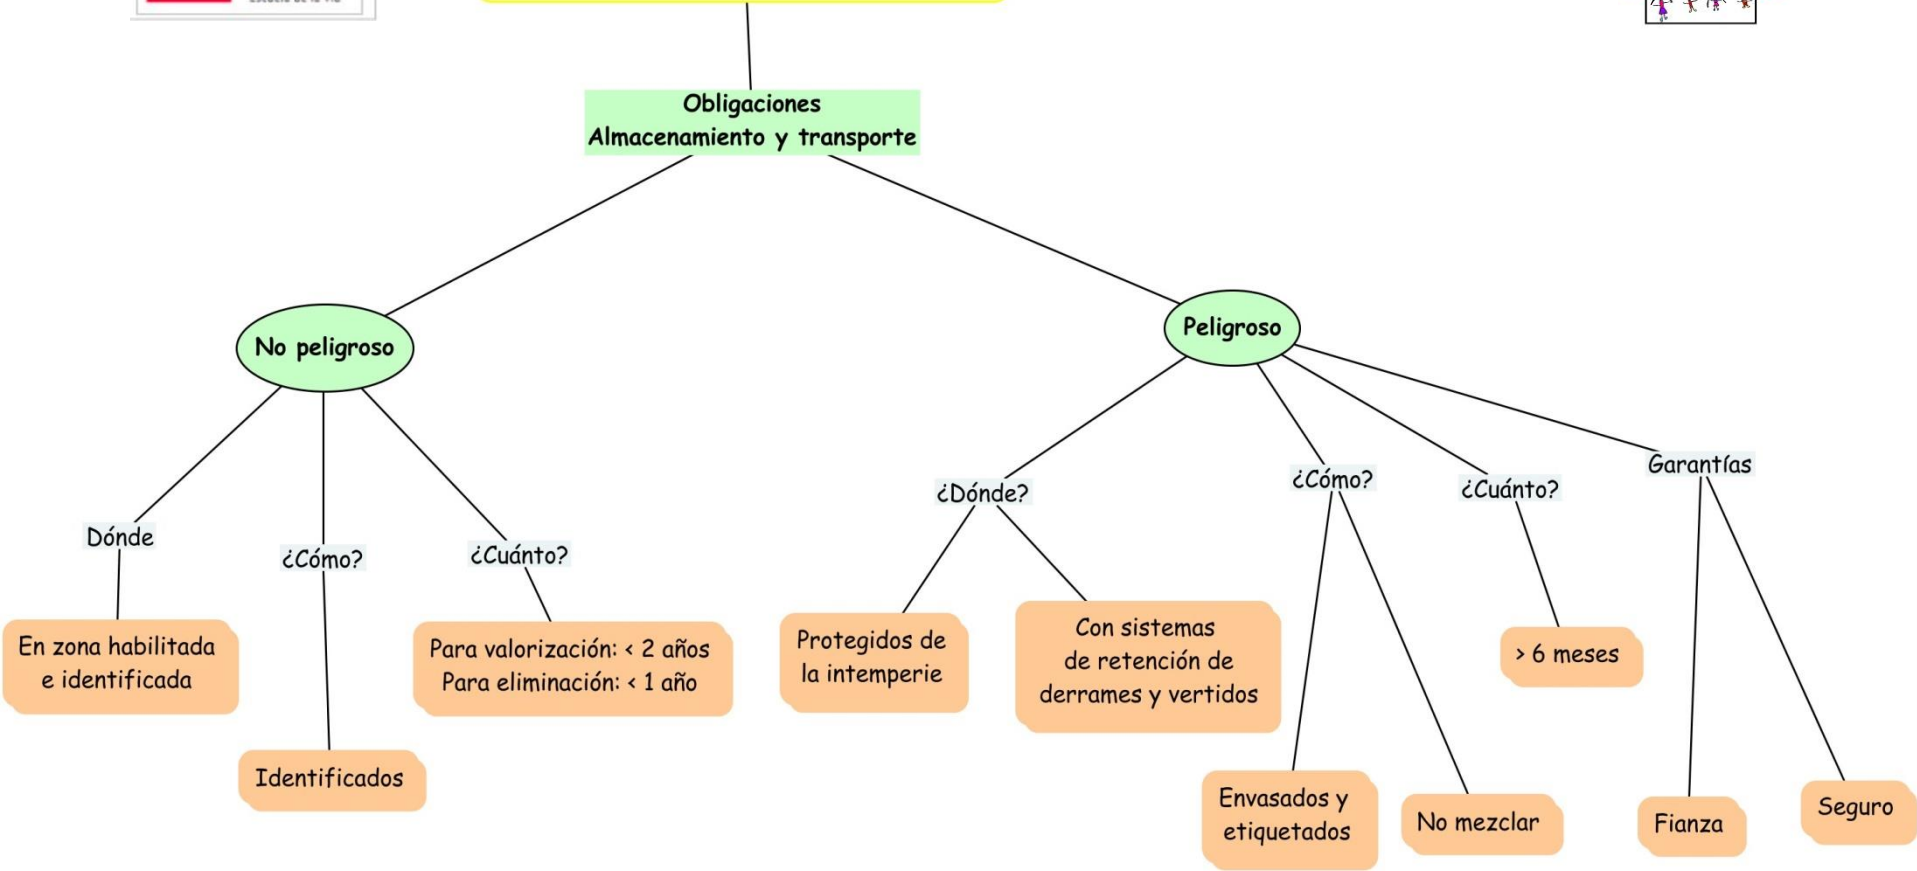 Obligaciones
Almacenamiento y transporte
No peligroso
Peligroso
Dónde
¿Cómo?
¿Cuánto?
¿Dónde?
¿Cómo?
¿Cuánto?
Garantías
En zona habilitada
e identificada
Identificados
Para valorización: < 2 años
Para eliminación: < 1 año
Protegidos de
la intemperie
Con sistemas
de retención de
derrames y vertidos
Envasados y
etiquetados
No mezclar
> 6 meses
Fianza
Seguro